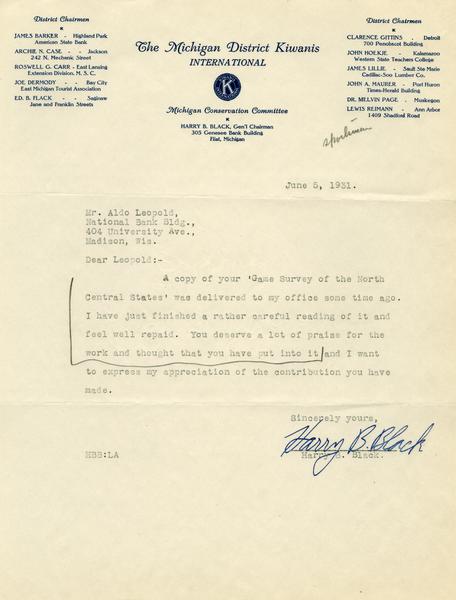 District Chairmen
JAMES BARKER - Highland Park
American State Bank
ARCHIE N. CASE - - Jackson
242 N. Mechanic Street
ROSWELL G. CARR - East Lansing
Extension Division, M. S. C.
JOE DERMODY - - Bay City
East Michigan Tourist Association
ED. B. FLACK - - Saginaw
Jane and Franklin Streets
The Michigan District Kiwanis
INTERNATIONAL
K
Michigan Conservation Committee
HARRY B. BLACK, Gen'l Chairman
305 Genesee Bank Building
Flint, Michigan
District Chairmen
CLARENCE GITTINS - Detroit
700 Penobscot Building
JOHN HOEKJE - Kalamazoo
Western State Teachers College
JAMES LILLIE - Sault Ste Marie
Cadillac-Soo Lumber Co.
JOHN A. MAURER - Port Huron
Times-Herald Building
DR. MELVIN PAGE - Muskegon
LEWIS REIMANN - Ann Arbor
1409 Shadford Road
sportsman
June 5, 1931.
Mr. Aldo Leopold,
National Bank Bldg.,
404 University Ave.,
Madison, Wis.
Dear Leopold:-
A copy of your 'Game Survey of the North
Central States' was delivered to my office some time ago.
I have just finished a rather careful reading of it and
feel well repaid. You deserve a lot of praise for the
work and thought that you have put into it and I want
to express my appreciation of the contribution you have
made.
Sincerely yours,
Harry B. Black
Harry B. Black.
HBB:LA